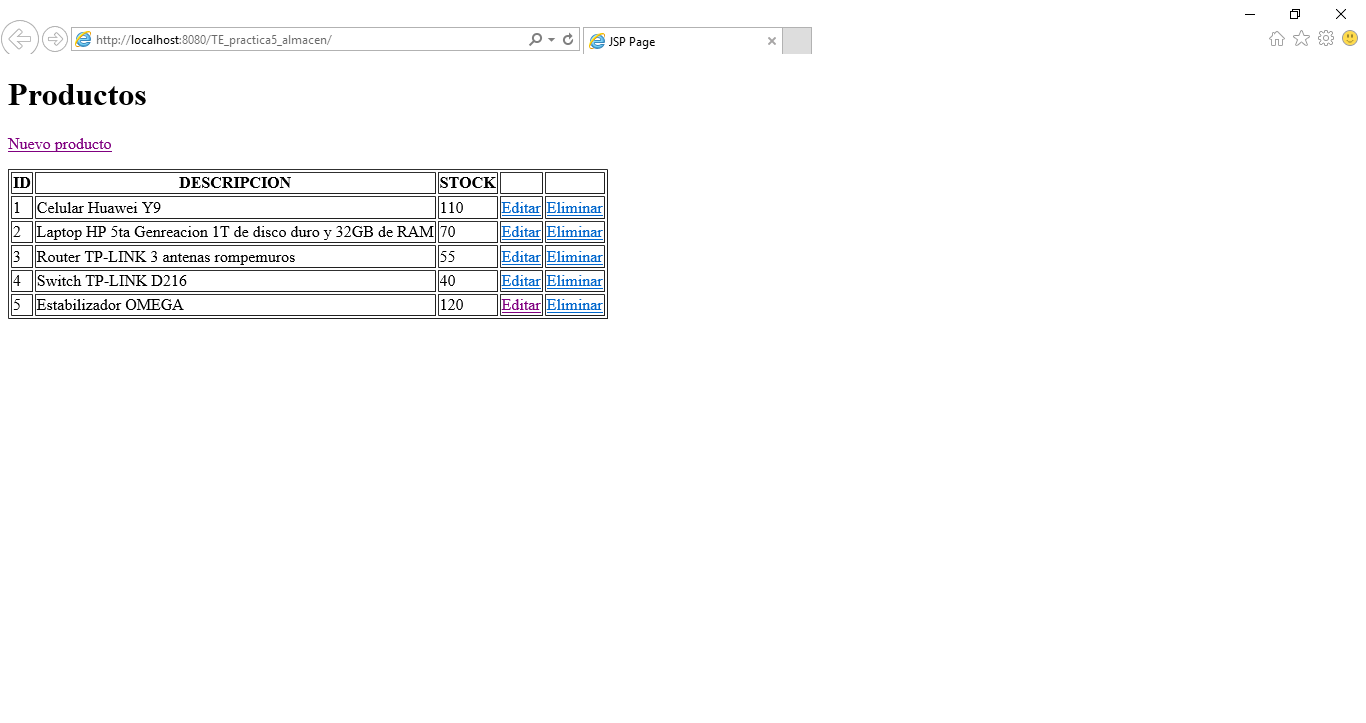 http://localhost:8080/TE_practica5_almacen/ JSP Page
Productos
Nuevo producto
ID DESCRIPCION STOCK
1 Celular Huawei Y9 110 Editar Eliminar
2 Laptop HP 5ta Genreacion 1T de disco duro y 32GB de RAM 70 Editar Eliminar
3 Router TP-LINK 3 antenas rompemuros 55 Editar Eliminar
4 Switch TP-LINK D216 40 Editar Eliminar
5 Estabilizador OMEGA 120 Editar Eliminar